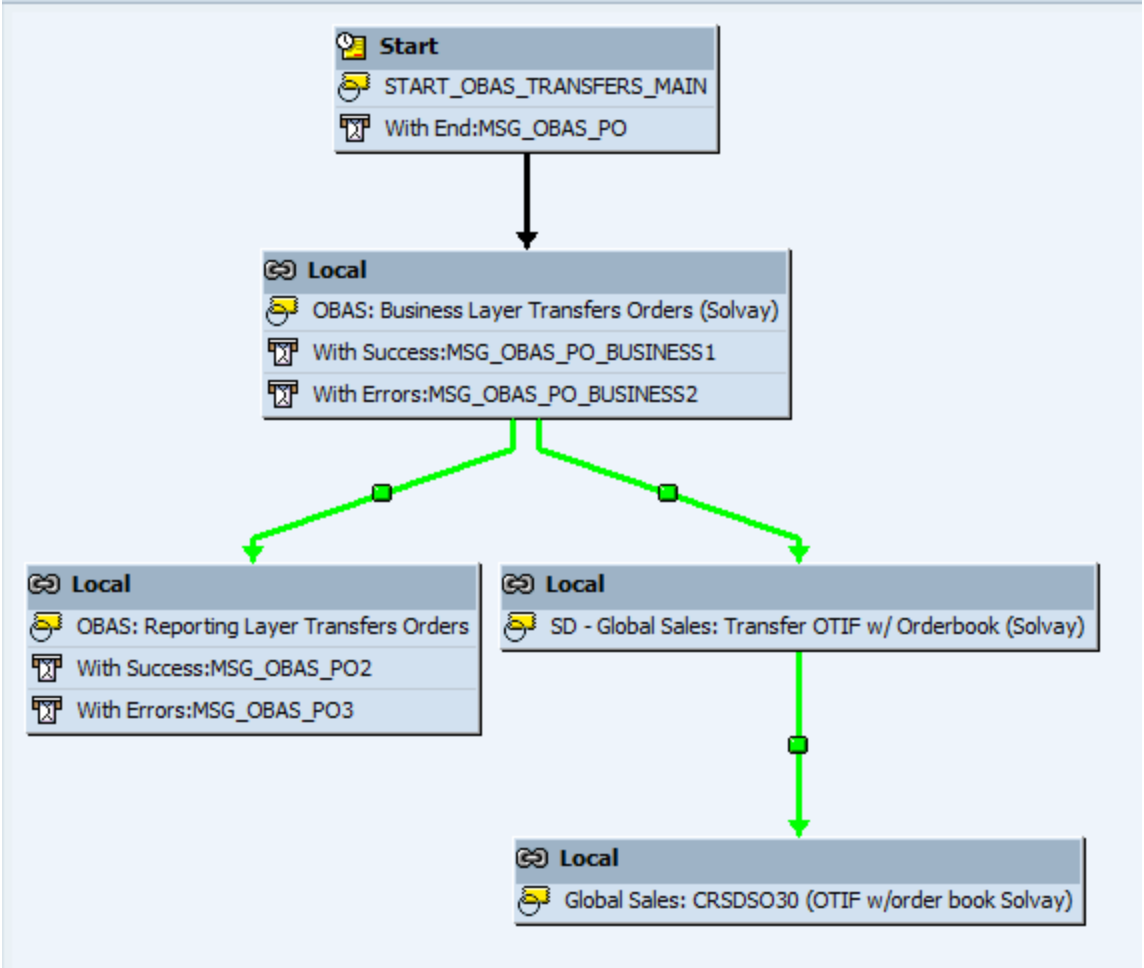 Start
START_OBAS_TRANSFERS_MAIN
With End:MSG_OBAS_PO
Local
OBAS: Business Layer Transfers Orders (Solvay)
With Success:MSG_OBAS_PO_BUSINESS1
With Errors:MSG_OBAS_PO_BUSINESS2
Local
OBAS: Reporting Layer Transfers Orders
With Success:MSG_OBAS_PO2
With Errors:MSG_OBAS_PO3
Local
SD - Global Sales: Transfer OTIF w/ Orderbook (Solvay)
Local
Global Sales: CRSDSO30 (OTIF w/order book Solvay)